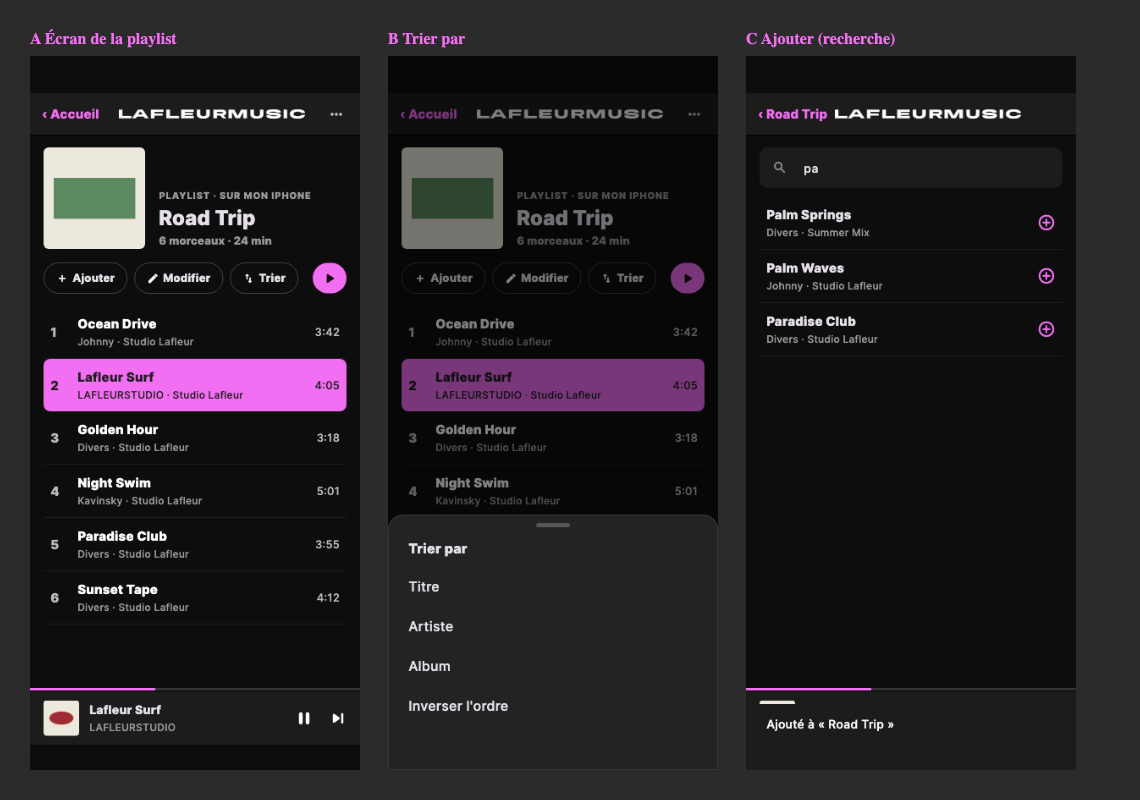 A Écran de la playlist
‹ Accueil LAFLEURMUSIC ···
PLAYLIST · SUR MON IPHONE
Road Trip
6 morceaux · 24 min
+ Ajouter Modifier Trier
1 Ocean Drive 3:42
Johnny · Studio Lafleur
2 Lafleur Surf 4:05
LAFLEURSTUDIO · Studio Lafleur
3 Golden Hour 3:18
Divers · Studio Lafleur
4 Night Swim 5:01
Kavinsky · Studio Lafleur
5 Paradise Club 3:55
Divers · Studio Lafleur
6 Sunset Tape 4:12
Divers · Studio Lafleur
Lafleur Surf
LAFLEURSTUDIO
B Trier par
‹ Accueil LAFLEURMUSIC ···
PLAYLIST · SUR MON IPHONE
Road Trip
6 morceaux · 24 min
+ Ajouter Modifier Trier
1 Ocean Drive 3:42
Johnny · Studio Lafleur
2 Lafleur Surf 4:05
LAFLEURSTUDIO · Studio Lafleur
3 Golden Hour 3:18
Divers · Studio Lafleur
4 Night Swim 5:01
Kavinsky · Studio Lafleur
Trier par
Titre
Artiste
Album
Inverser l'ordre
C Ajouter (recherche)
‹ Road Trip LAFLEURMUSIC
pa
Palm Springs
Divers · Summer Mix
Palm Waves
Johnny · Studio Lafleur
Paradise Club
Divers · Studio Lafleur
Ajouté à « Road Trip »